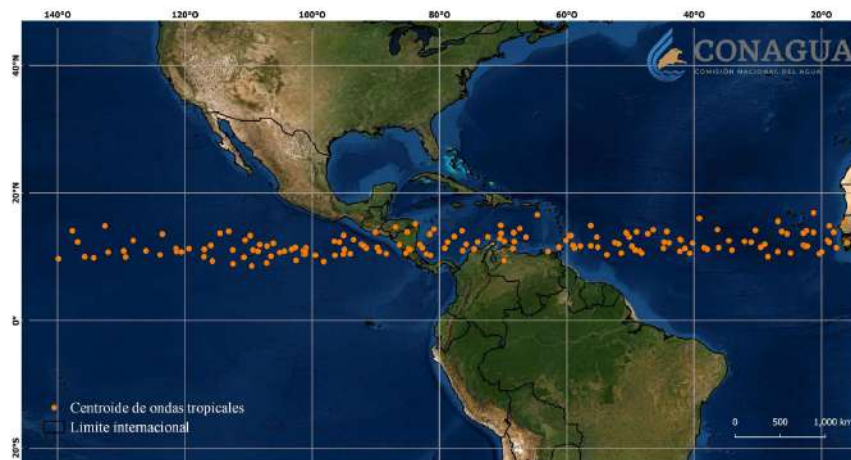 140°O 120°O 100°O 80°O 60°O 40°O 20°O
40°N
20°N
0°
20°S
CONAGUA
COMISIÓN NACIONAL DEL AGUA
Centroide de ondas tropicales
Limite internacional
0 500 1,000 km